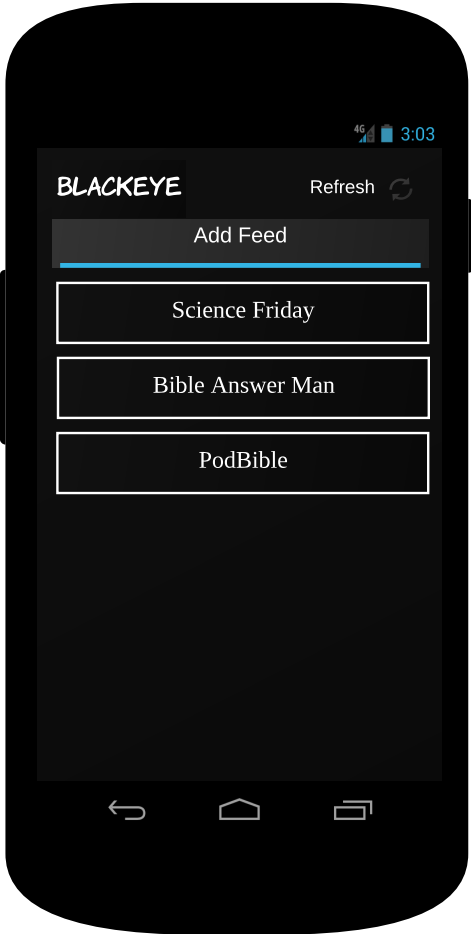 4G 3:03
BLACKEYE Refresh
Add Feed
Science Friday
Bible Answer Man
PodBible